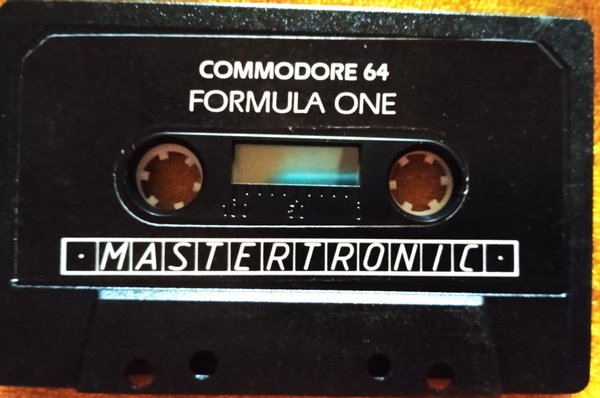 COMMODORE 64
FORMULA ONE
· MASTERTRONIC ·